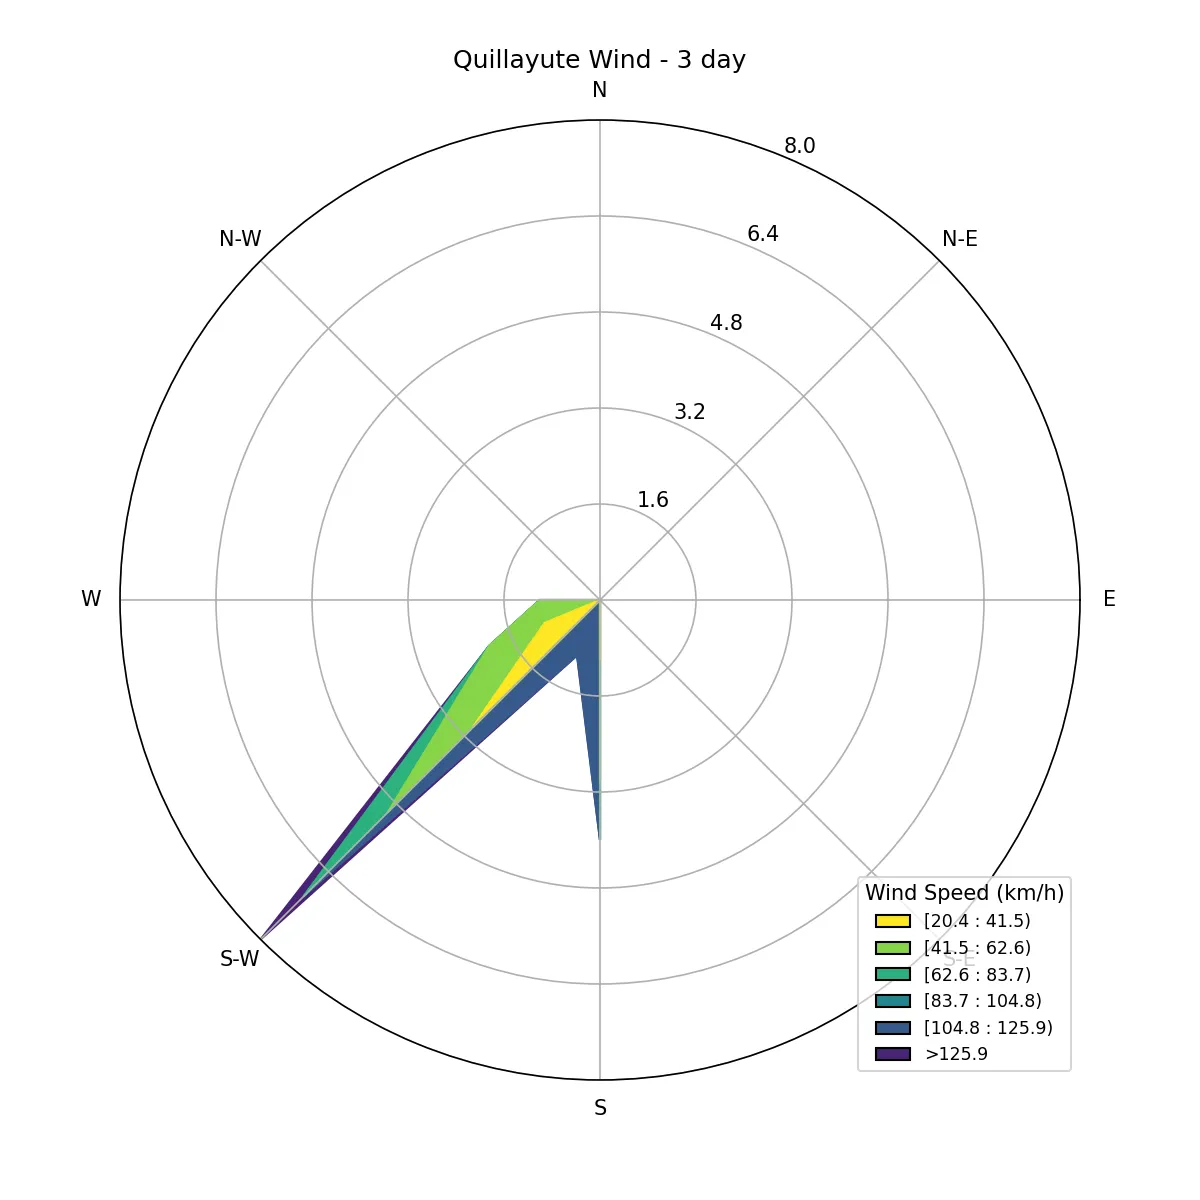 Quillayute Wind - 3 day
N
8.0
N-W
6.4
N-E
4.8
3.2
1.6
W
E
S-W
S-E
S
Wind Speed (km/h)
[20.4 : 41.5)
[41.5 : 62.6)
[62.6 : 83.7)
[83.7 : 104.8)
[104.8 : 125.9)
>125.9